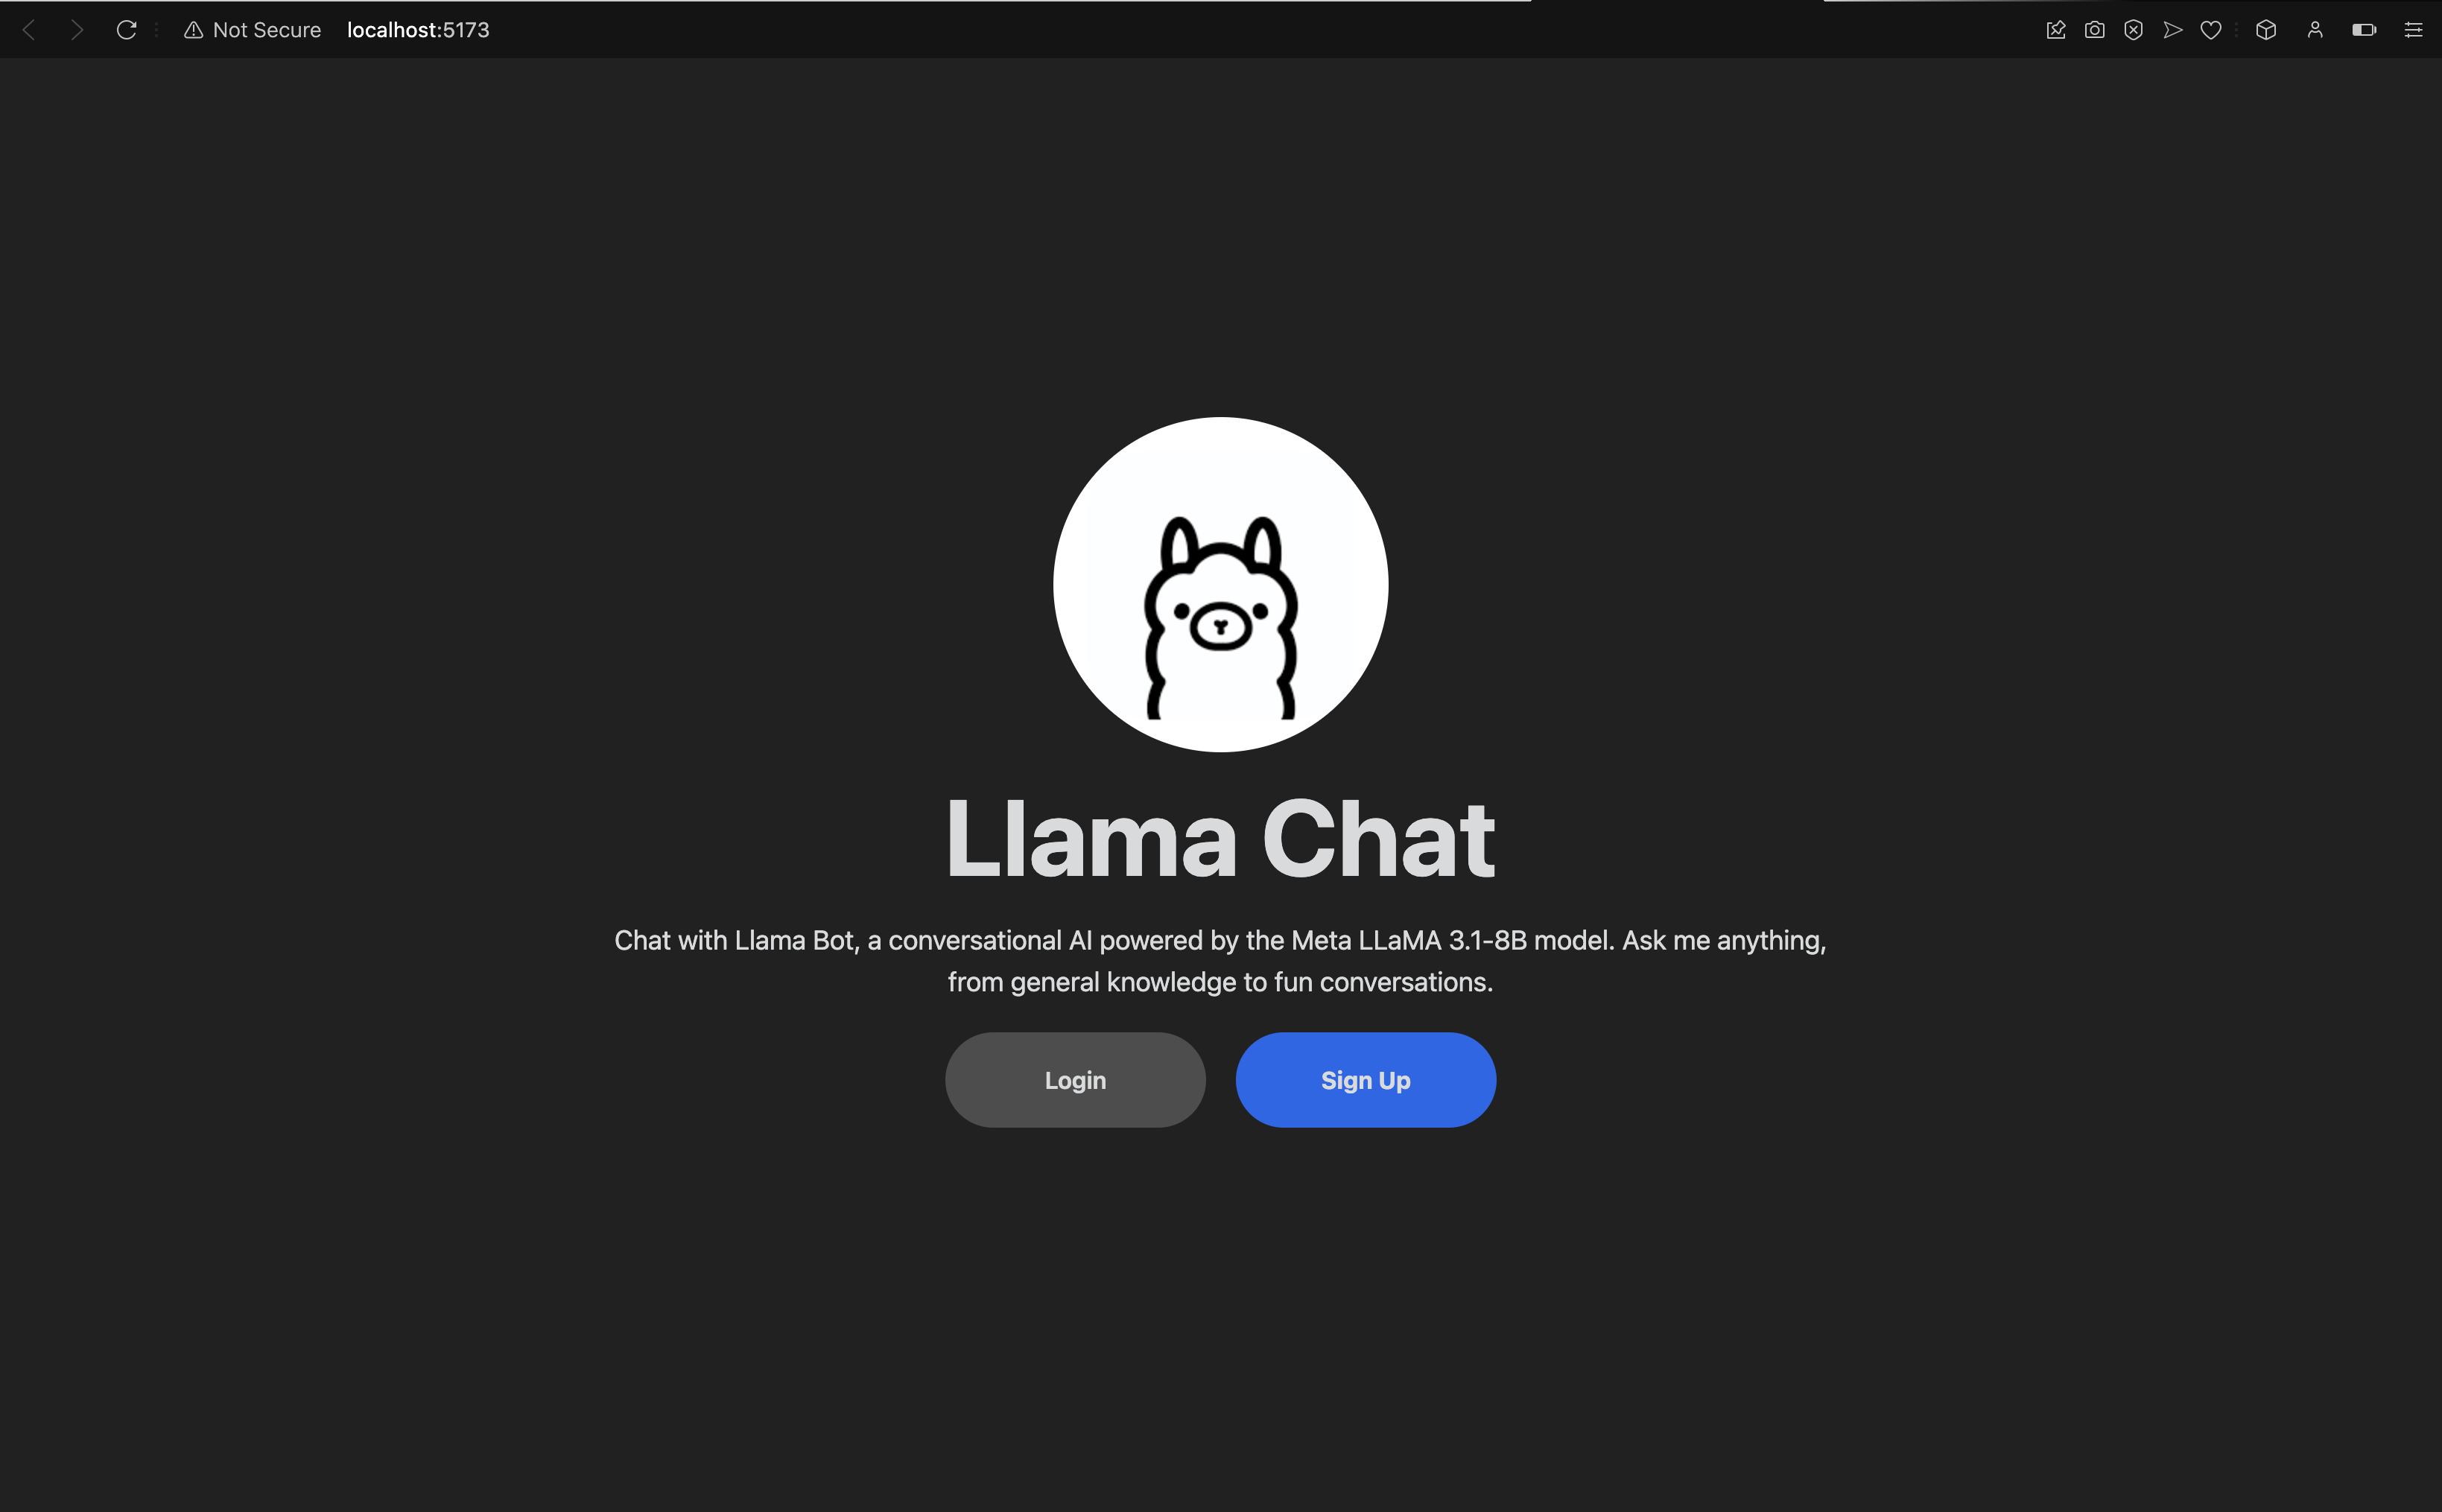 Not Secure localhost:5173
Llama Chat
Chat with Llama Bot, a conversational AI powered by the Meta LLaMA 3.1-8B model. Ask me anything,
from general knowledge to fun conversations.
Login Sign Up